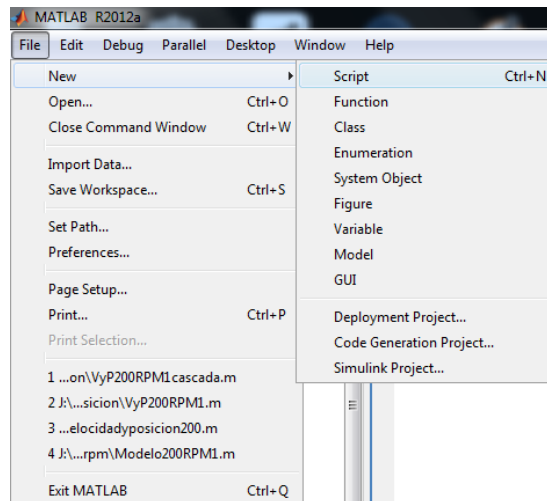 MATLAB R2012a
File Edit Debug Parallel Desktop Window Help
New
Open... Ctrl+O
Close Command Window Ctrl+W
Import Data...
Save Workspace... Ctrl+S
Set Path...
Preferences...
Page Setup...
Print... Ctrl+P
Print Selection...
1 ...on\VyP200RPM1cascada.m
2 J:\...sicion\VyP200RPM1.m
3 ...elocidadyposicion200.m
4 J:\...rpm\Modelo200RPM1.m
Exit MATLAB Ctrl+Q
Script Ctrl+N
Function
Class
Enumeration
System Object
Figure
Variable
Model
GUI
Deployment Project...
Code Generation Project...
Simulink Project...